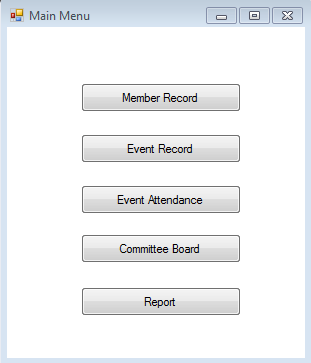 Main Menu
Member Record
Event Record
Event Attendance
Committee Board
Report